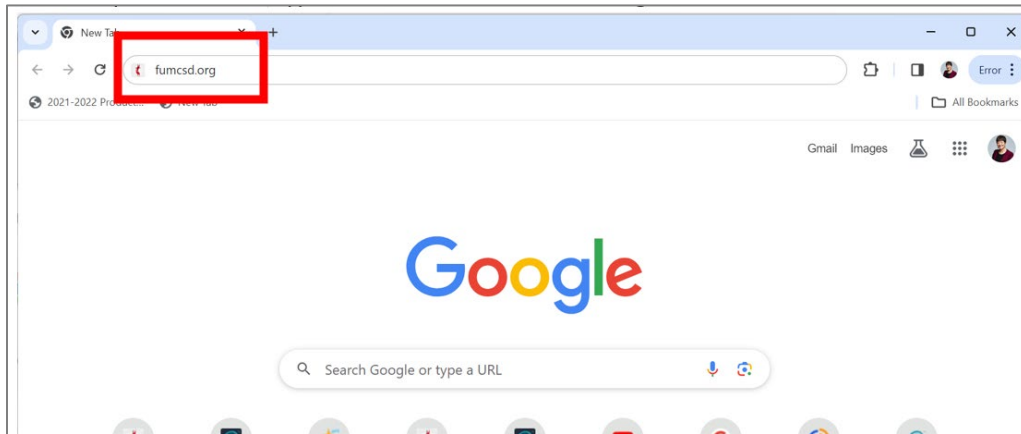 New Ta
fumcsd.org
Error
2021-2022 Product...
New Tab
All Bookmarks
Gmail Images
Google
Search Google or type a URL